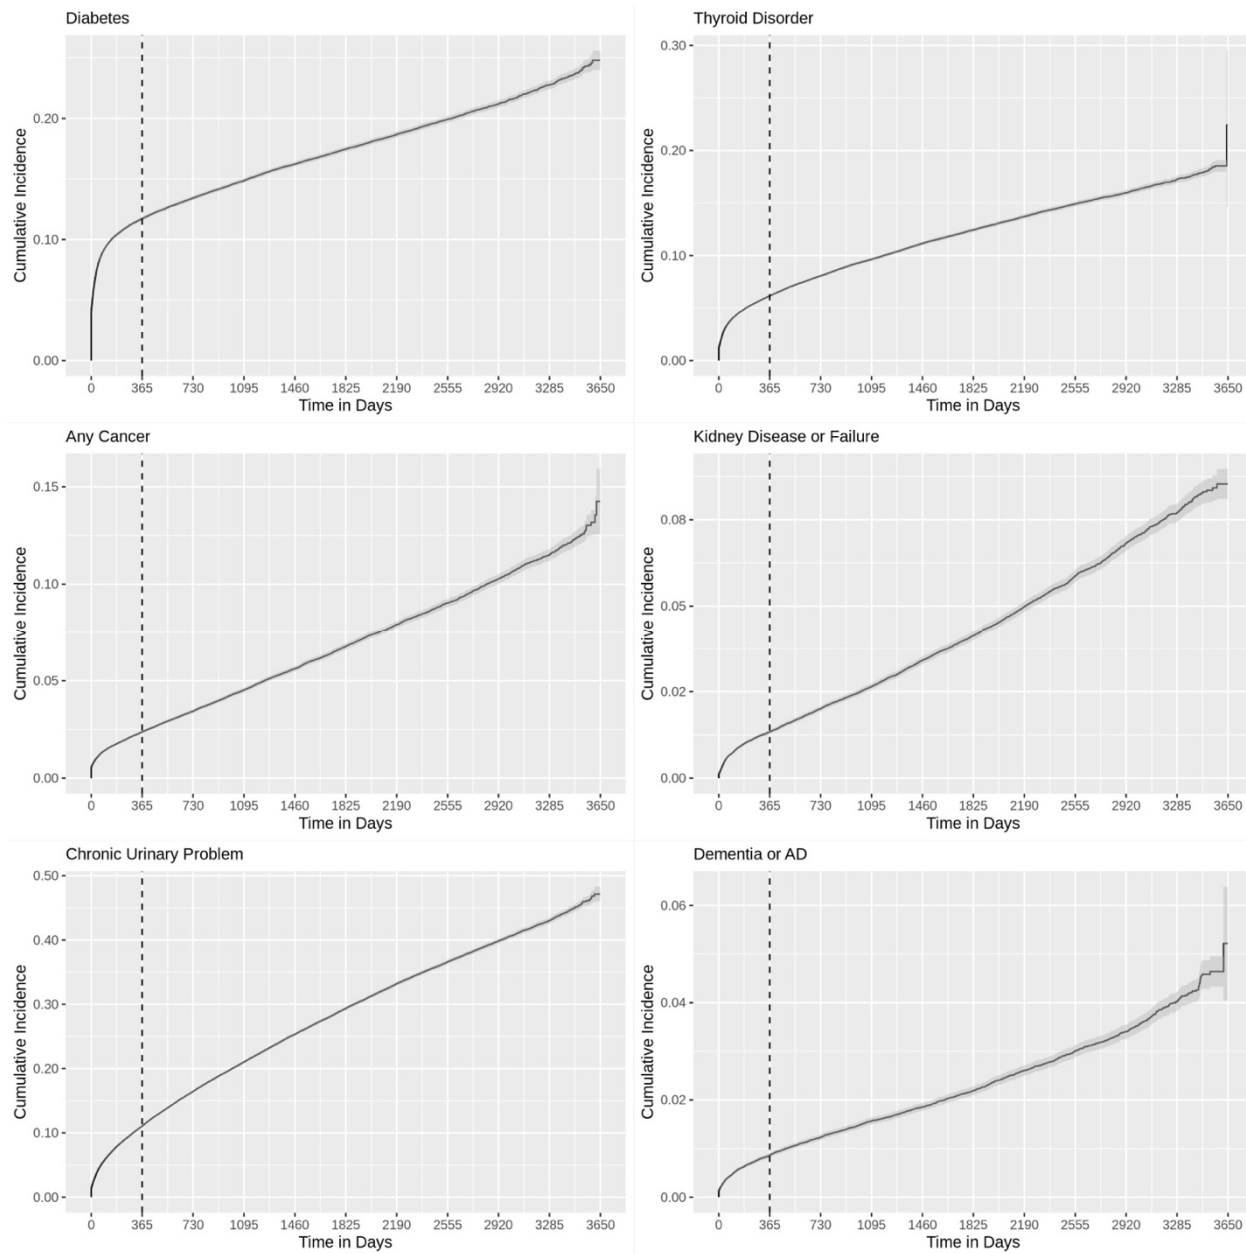 Diabetes
Cumulative Incidence
0.20
0.10
0.00
0 365 730 1095 1460 1825 2190 2555 2920 3285 3650
Time in Days
Thyroid Disorder
Cumulative Incidence
0.30
0.20
0.10
0.00
0 365 730 1095 1460 1825 2190 2555 2920 3285 3650
Time in Days
Any Cancer
Cumulative Incidence
0.15
0.10
0.05
0.00
0 365 730 1095 1460 1825 2190 2555 2920 3285 3650
Time in Days
Kidney Disease or Failure
Cumulative Incidence
0.08
0.05
0.02
0.00
0 365 730 1095 1460 1825 2190 2555 2920 3285 3650
Time in Days
Chronic Urinary Problem
Cumulative Incidence
0.50
0.40
0.30
0.20
0.10
0.00
0 365 730 1095 1460 1825 2190 2555 2920 3285 3650
Time in Days
Dementia or AD
Cumulative Incidence
0.06
0.04
0.02
0.00
0 365 730 1095 1460 1825 2190 2555 2920 3285 3650
Time in Days